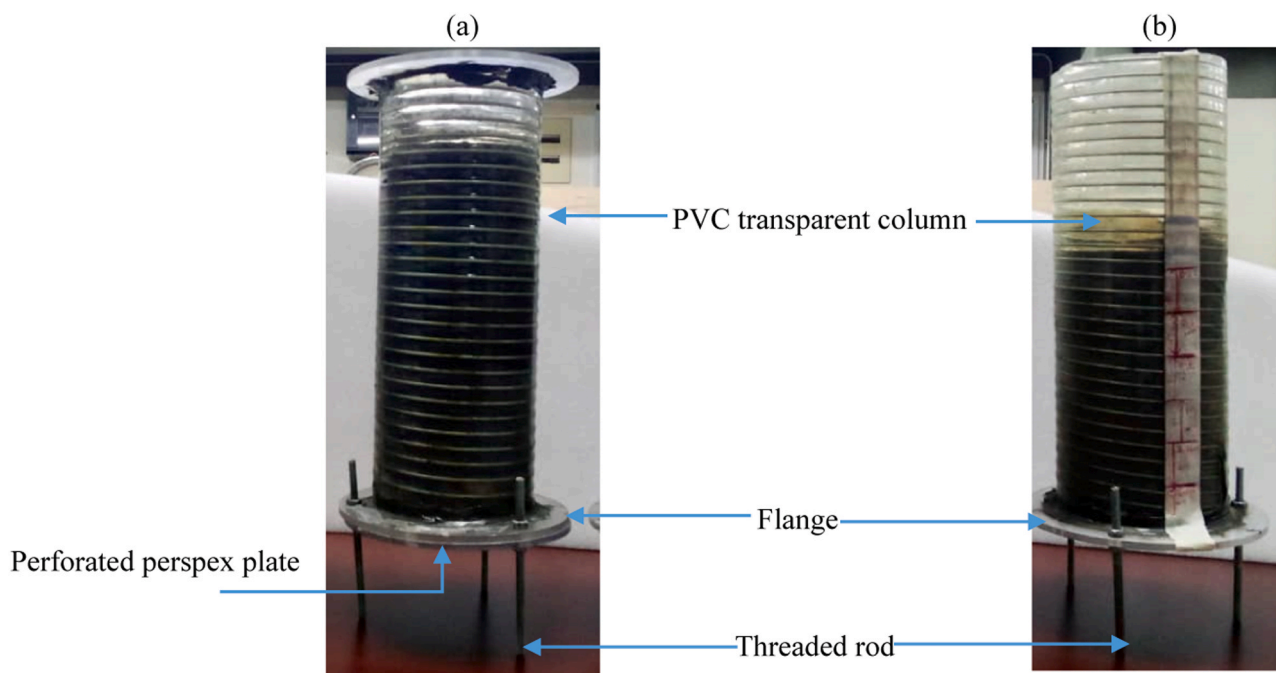 (a)
(b)
PVC transparent column
Flange
Perforated perspex plate
Threaded rod